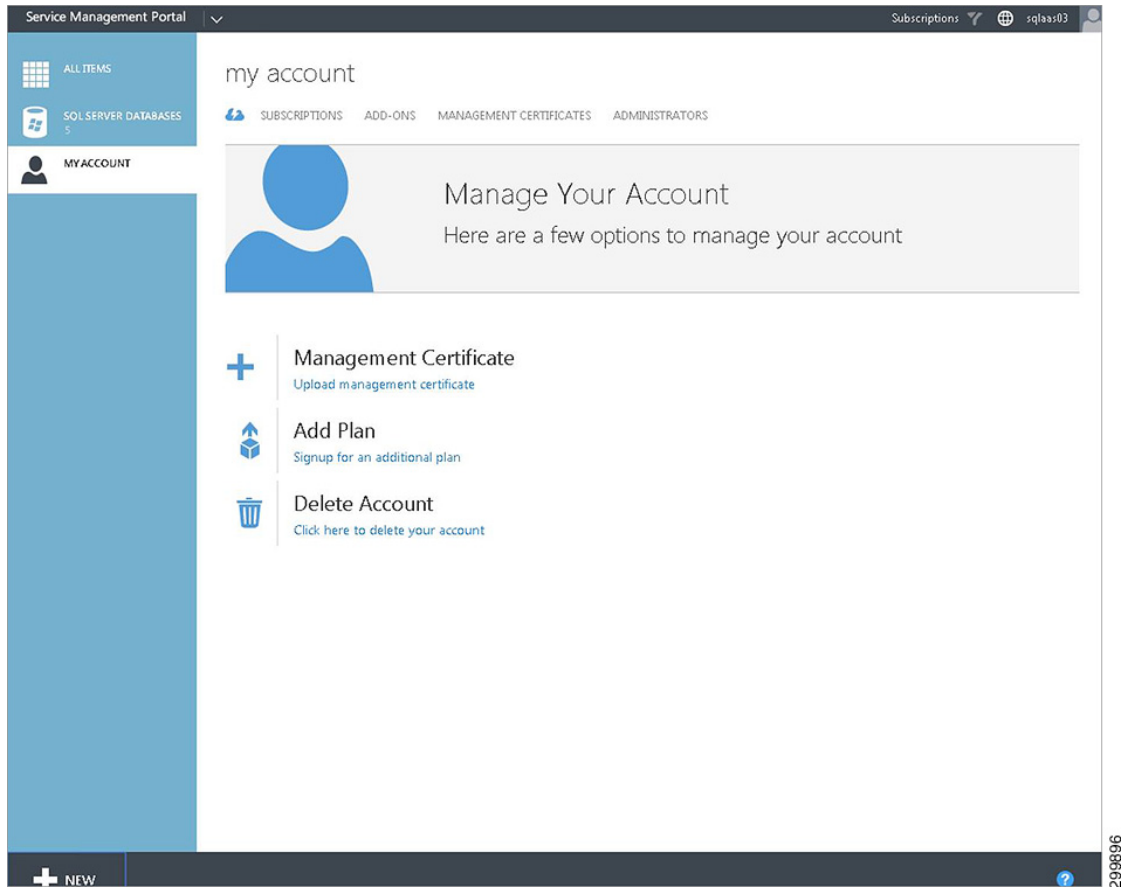 Service Management Portal
Subscriptions
sqlaas03
ALL ITEMS
SQL SERVER DATABASES
5
MY ACCOUNT
my account
SUBSCRIPTIONS ADD-ONS MANAGEMENT CERTIFICATES ADMINISTRATORS
Manage Your Account
Here are a few options to manage your account
Management Certificate
Upload management certificate
Add Plan
Signup for an additional plan
Delete Account
Click here to delete your account
NEW
?
299896